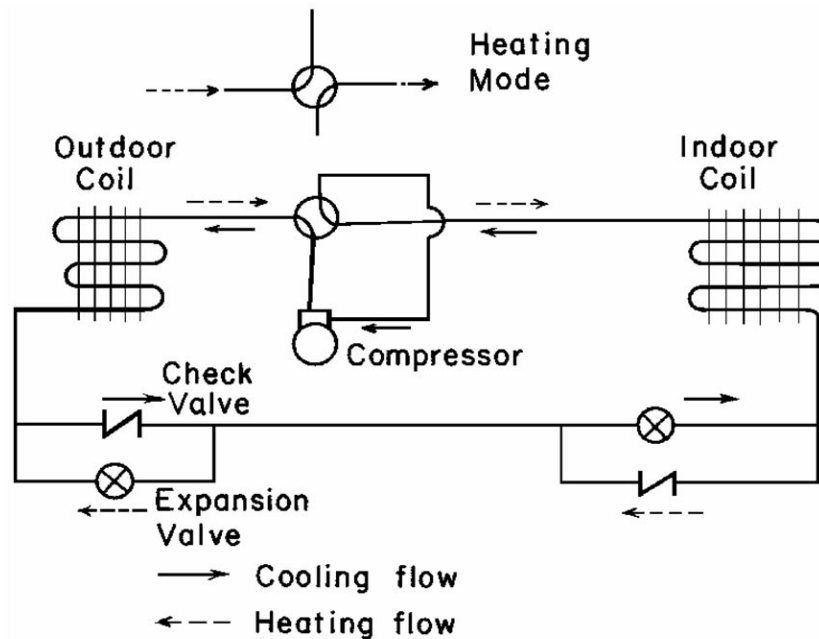 Heating
Mode
Outdoor
Coil
Indoor
Coil
Compressor
Check
Valve
Expansion
Valve
Cooling flow
Heating flow